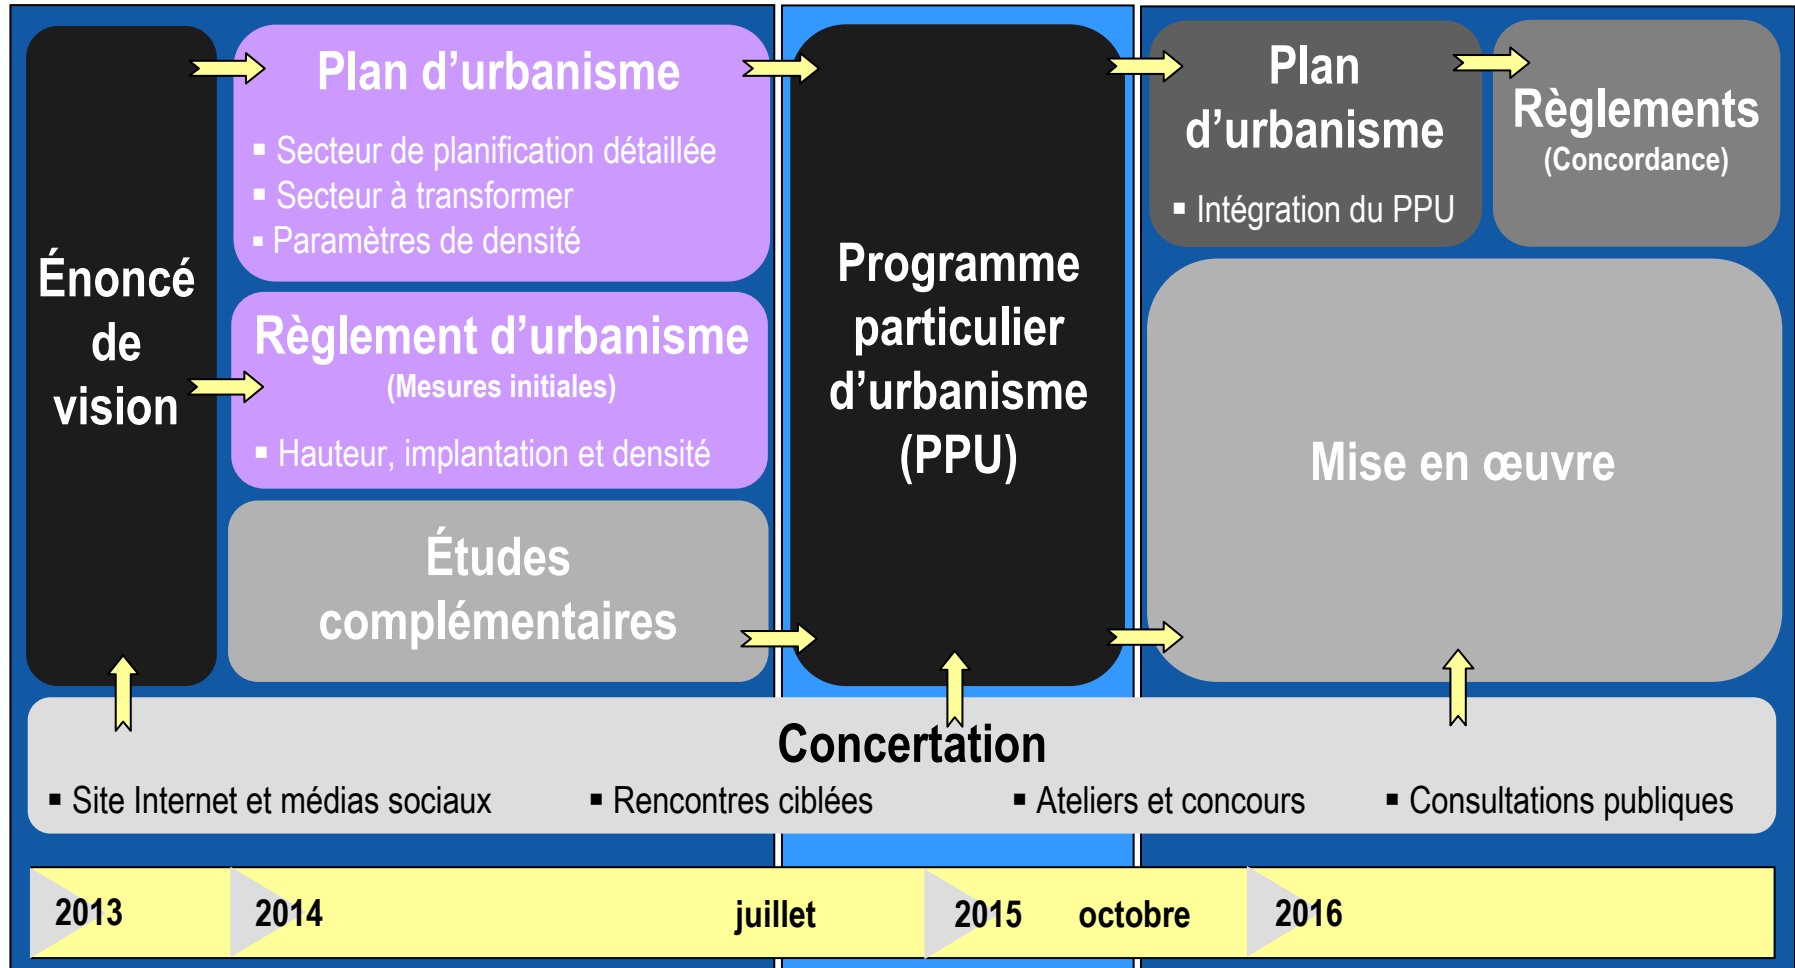 Énoncé
de
vision
Plan d’urbanisme
▪ Secteur de planification détaillée
▪ Secteur à transformer
▪ Paramètres de densité
Règlement d’urbanisme
(Mesures initiales)
▪ Hauteur, implantation et densité
Études
complémentaires
Programme
particulier
d’urbanisme
(PPU)
Plan
d’urbanisme
▪ Intégration du PPU
Règlements
(Concordance)
Mise en œuvre
Concertation
▪ Site Internet et médias sociaux ▪ Rencontres ciblées ▪ Ateliers et concours ▪ Consultations publiques
2013 2014 juillet 2015 octobre 2016